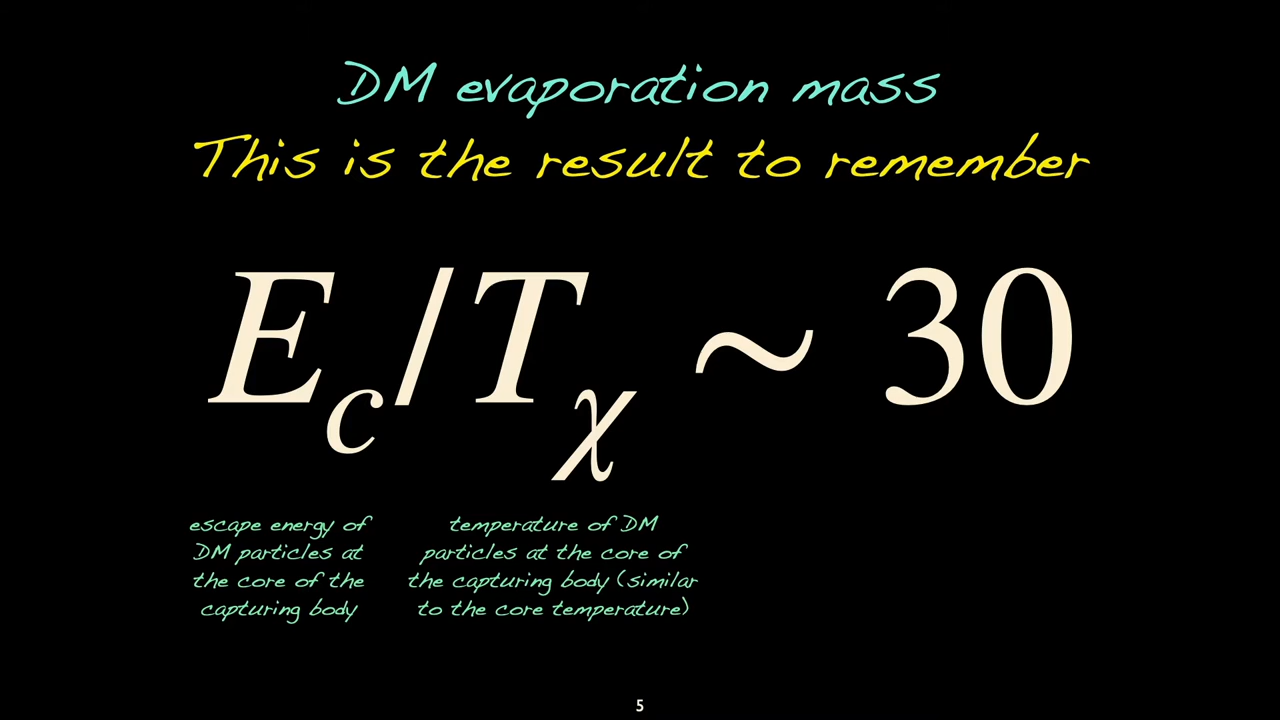 DM evaporation mass
This is the result to remember
E_c/T_χ ~ 30
escape energy of
DM particles at
the core of the
capturing body
temperature of DM
particles at the core of
the capturing body (similar
to the core temperature)
5